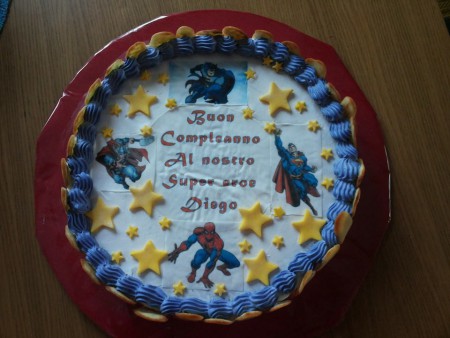 Buon
Compleanno
Al nostro
Super eroe
Diego